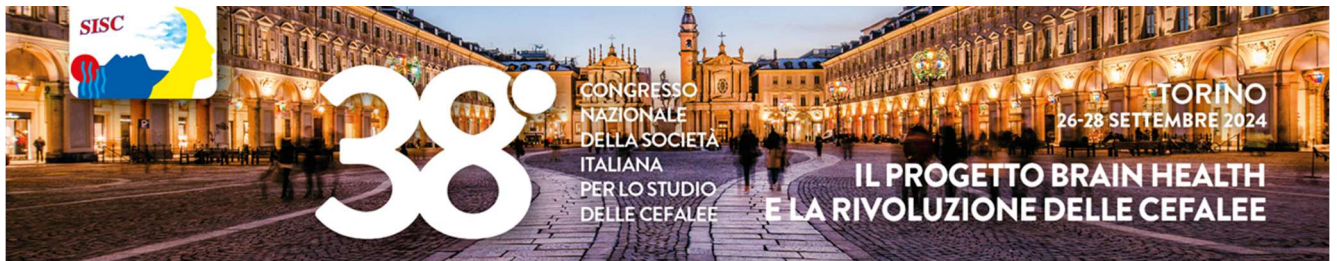 SISC
38°
CONGRESSO
NAZIONALE
DELLA SOCIETÀ
ITALIANA
PER LO STUDIO
DELLE CEFALEE
TORINO
26-28 SETTEMBRE 2024
IL PROGETTO BRAIN HEALTH
E LA RIVOLUZIONE DELLE CEFALEE